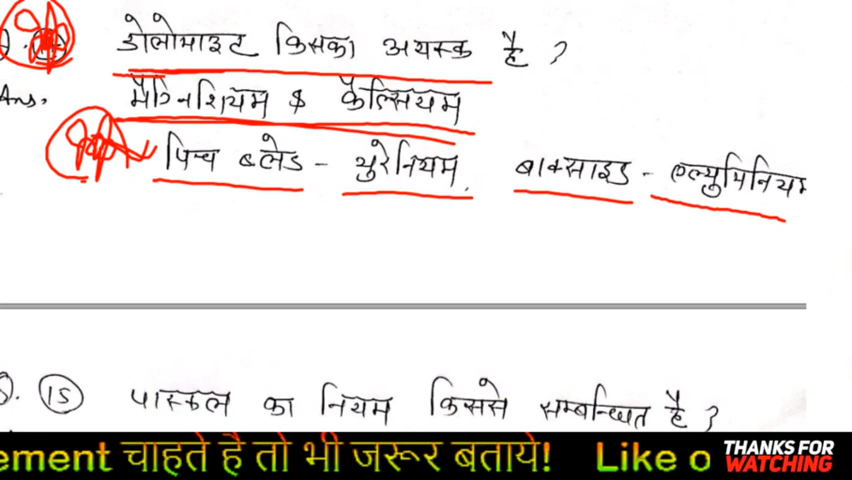 डोलोमाइट किसका अयस्क है ?
Ans. मैग्निशियम & कैल्सियम
पिच ब्लेड - युरेनियम, बाक्साइड - एल्युमिनियम
Q. 15 पास्कल का नियम किससे सम्बन्धित है ?
ement चाहते है तो भी जरूर बताये! Like o
THANKS FOR
WATCHING